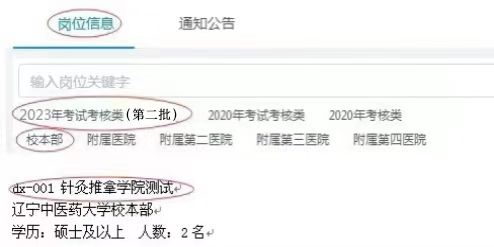 岗位信息 通知公告
输入岗位关键字
2023年考试考核类(第二批) 2020年考试考核类 2020年考核类
校本部 附属医院 附属第二医院 附属第三医院 附属第四医院
dx-001 针灸推拿学院测试
辽宁中医药大学校本部
学历：硕士及以上 人数：2名